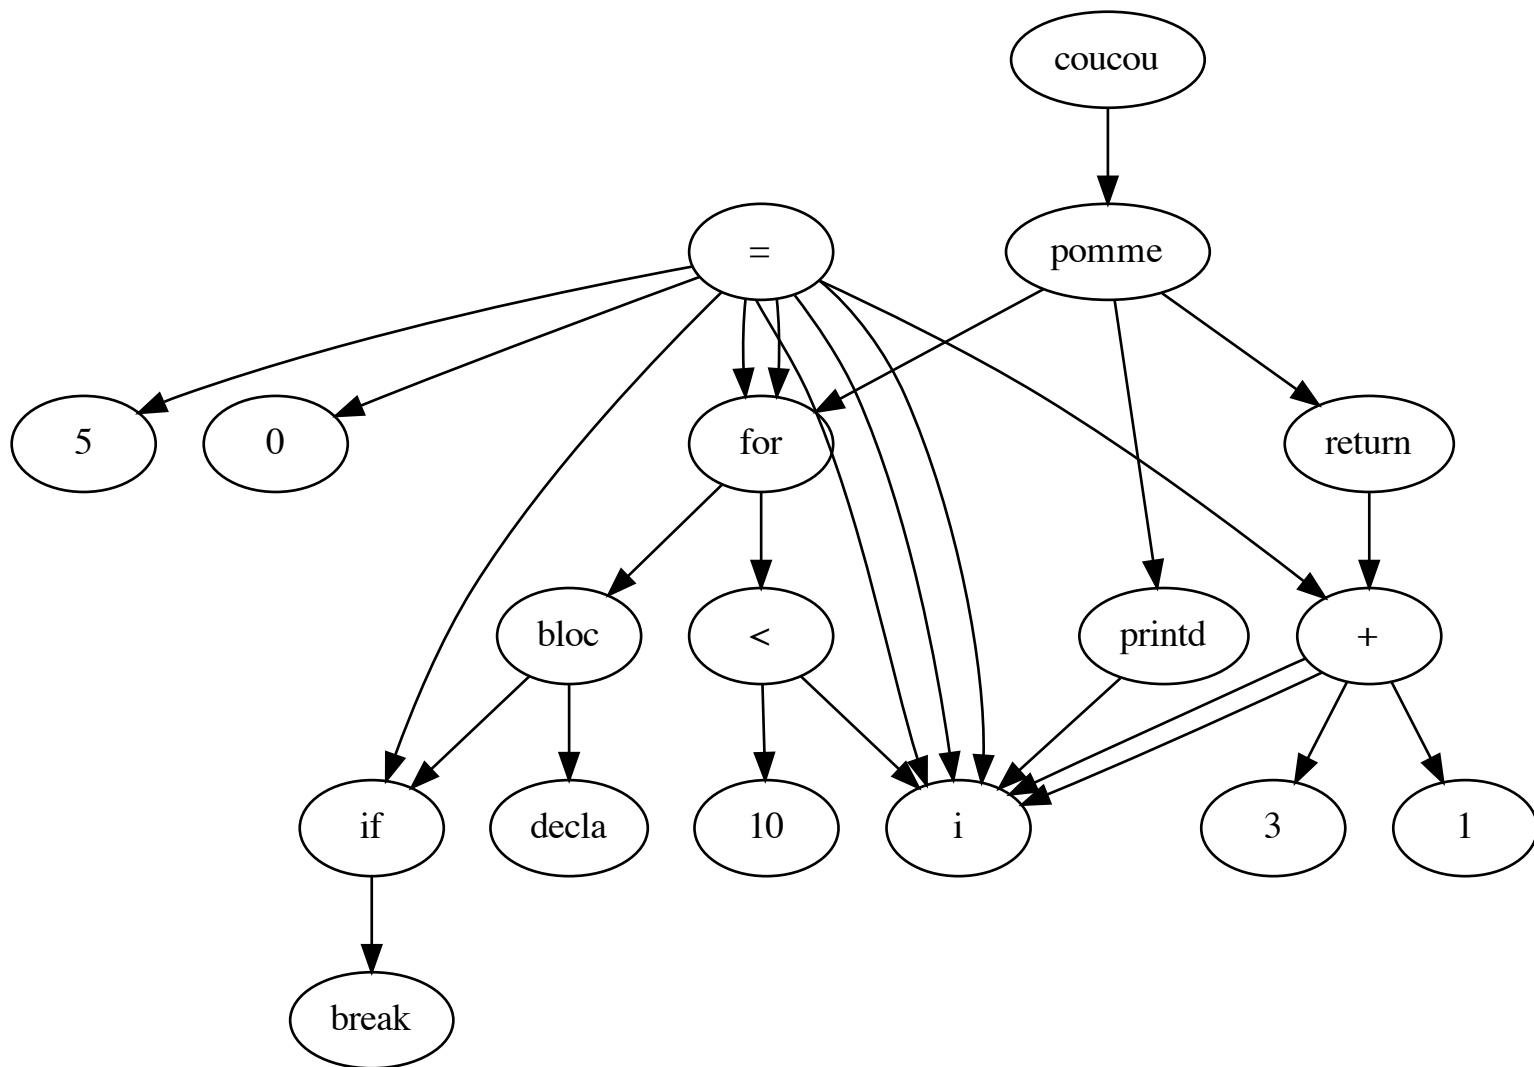 coucou
=
pomme
5
0
for
return
bloc
<
printd
+
if
decla
10
i
3
1
break